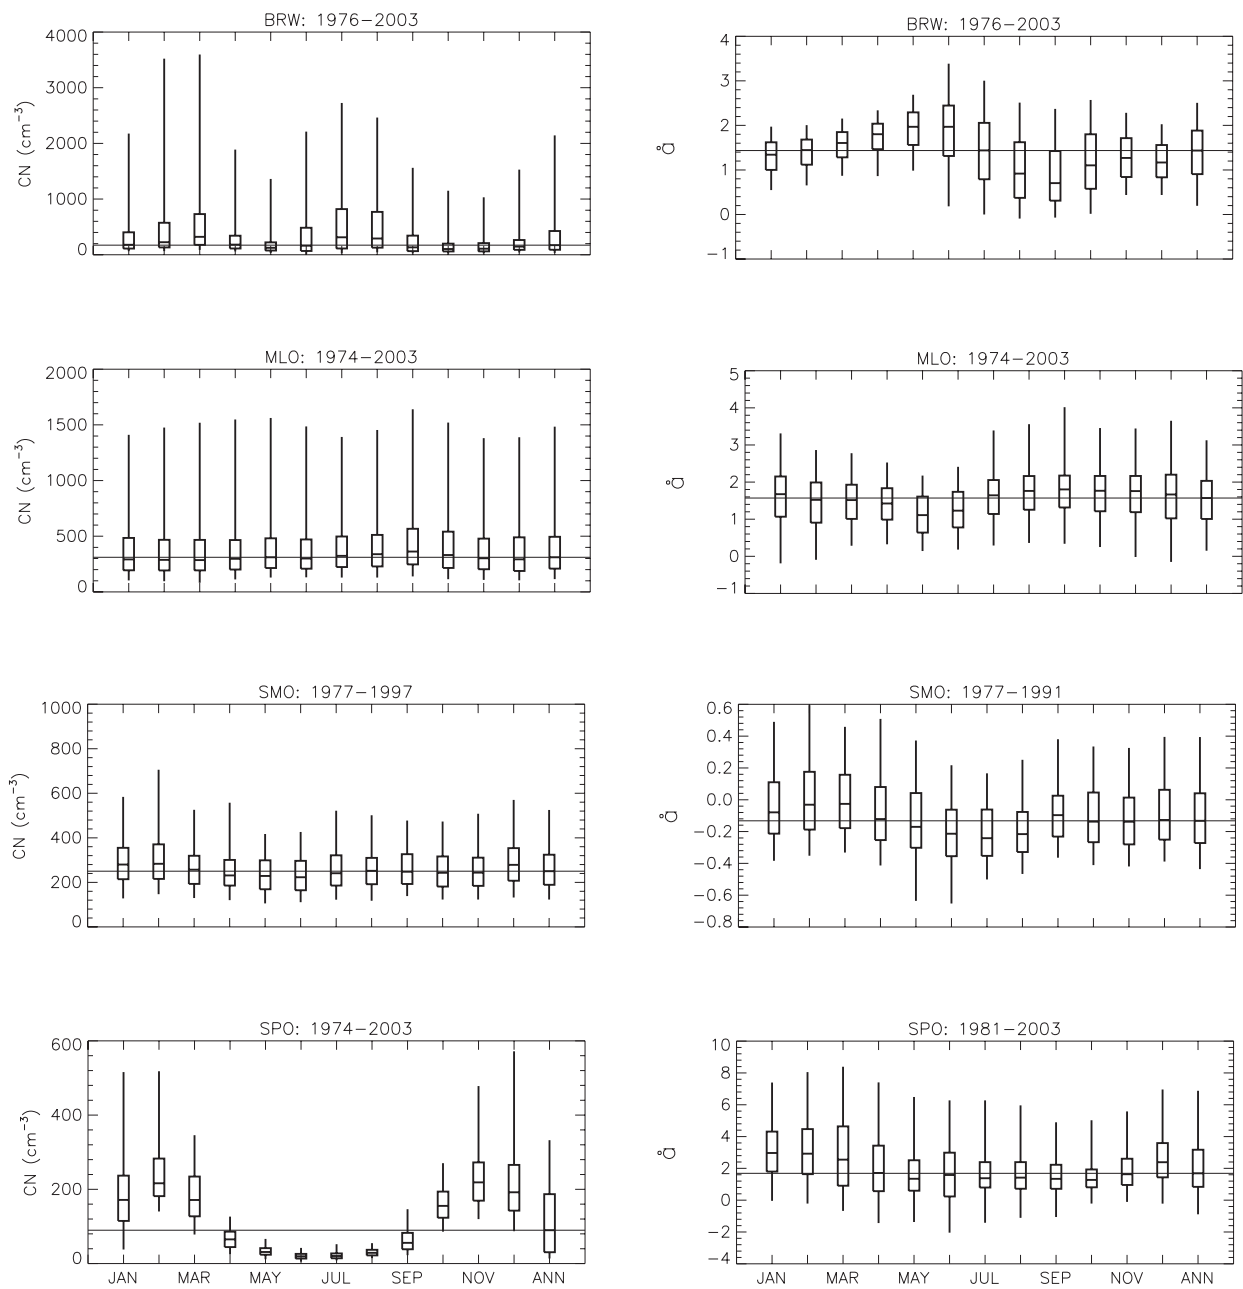 BRW: 1976-2003
4000
3000
2000
1000
0
CN (cm⁻³)
BRW: 1976-2003
4
3
2
1
0
-1
å
MLO: 1974-2003
2000
1500
1000
500
0
CN (cm⁻³)
MLO: 1974-2003
5
4
3
2
1
0
-1
å
SMO: 1977-1997
1000
800
600
400
200
0
CN (cm⁻³)
SMO: 1977-1991
0.6
0.4
0.2
0.0
-0.2
-0.4
-0.6
-0.8
å
SPO: 1974-2003
600
400
200
0
CN (cm⁻³)
JAN MAR MAY JUL SEP NOV ANN
SPO: 1981-2003
10
8
6
4
2
0
-2
-4
å
JAN MAR MAY JUL SEP NOV ANN